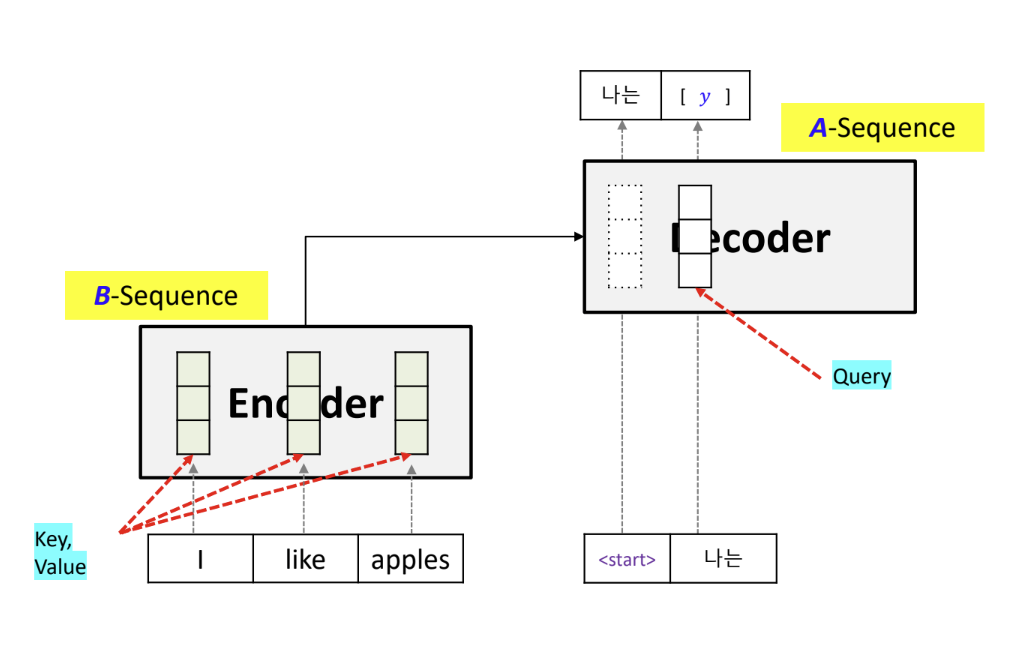 나는 [ y ]
A-Sequence
Decoder
B-Sequence
Query
Encoder
Key,
Value
I like apples
<start> 나는